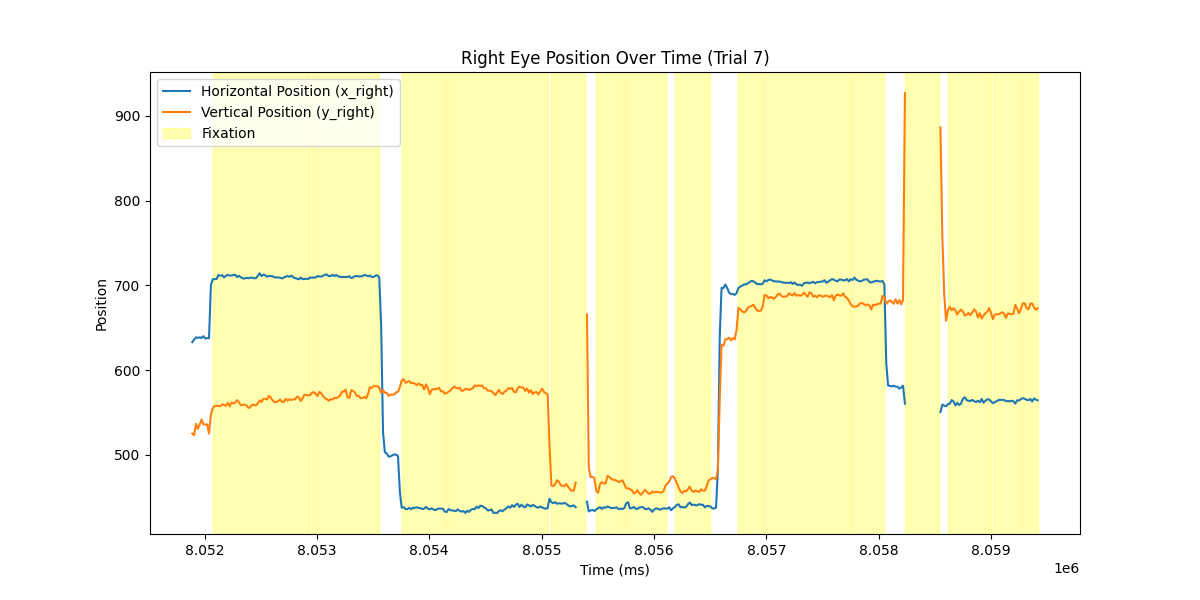 Right Eye Position Over Time (Trial 7)
Horizontal Position (x_right)
Vertical Position (y_right)
Fixation
Position
900
800
700
600
500
8.052 8.053 8.054 8.055 8.056 8.057 8.058 8.059
Time (ms)
1e6